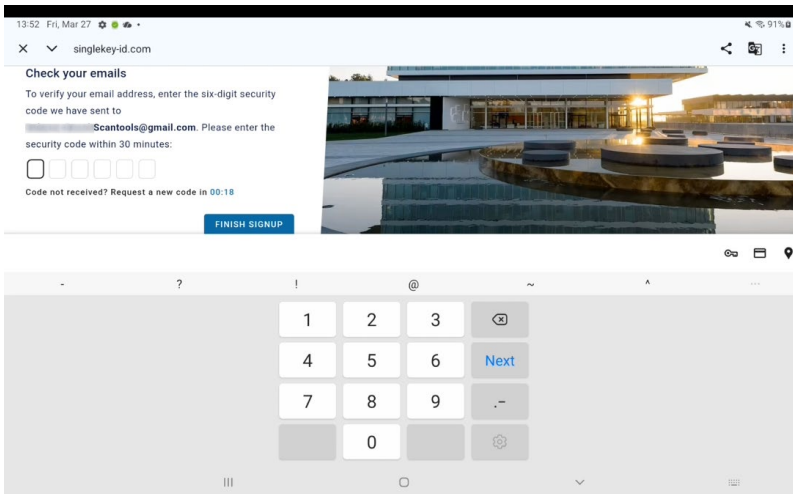 13:52 Fri, Mar 27
91%
singlekey-id.com
Check your emails
To verify your email address, enter the six-digit security
code we have sent to
Scantools@gmail.com. Please enter the
security code within 30 minutes:
Code not received? Request a new code in 00:18
FINISH SIGNUP
- ? ! @ ~ ^ ...
1 2 3
4 5 6 Next
7 8 9 .-
0